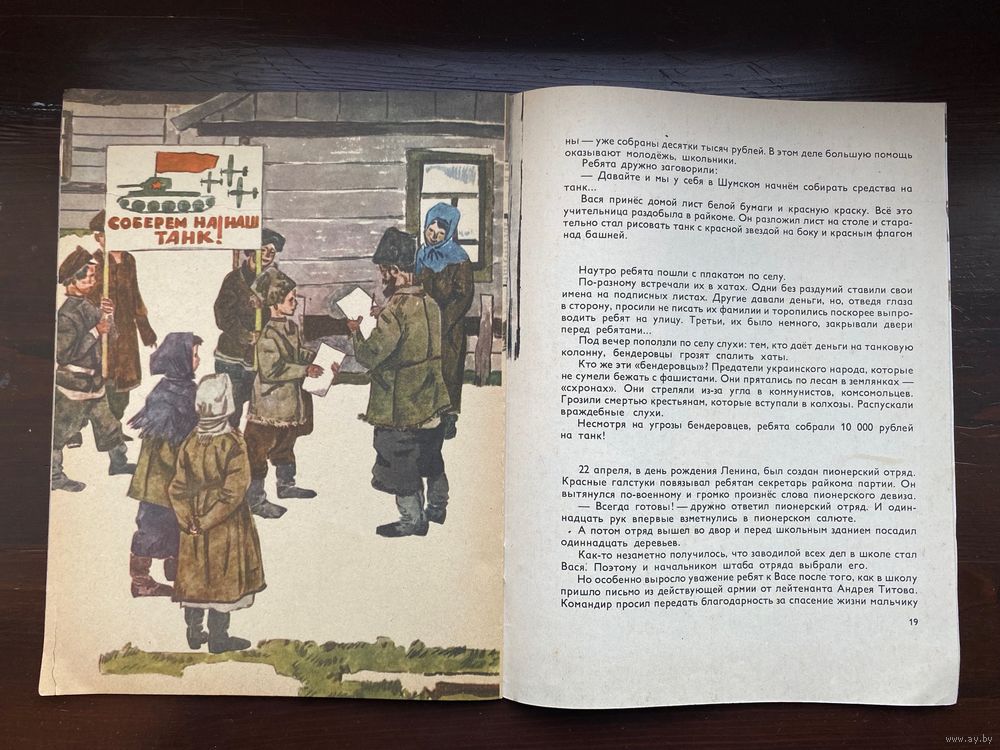 СОБЕРЕМ НА НАШ
ТАНК!
ны — уже собраны десятки тысяч рублей. В этом деле большую помощь
оказывают молодёжь, школьники.
Ребята дружно заговорили:
— Давайте и мы у себя в Шумском начнём собирать средства на
танк...
Вася принёс домой лист белой бумаги и красную краску. Всё это
учительница раздобыла в райкоме. Он разложил лист на столе и стара-
тельно стал рисовать танк с красной звездой на боку и красным флагом
над башней.
Наутро ребята пошли с плакатом по селу.
По-разному встречали их в хатах. Одни без раздумий ставили свои
имена на подписных листах. Другие давали деньги, но, отведя глаза
в сторону, просили не писать их фамилии и торопились поскорее выпро-
водить ребят на улицу. Третьи, их было немного, закрывали двери
перед ребятами...
Под вечер поползли по селу слухи: тем, кто даёт деньги на танковую
колонну, бендеровцы грозят спалить хаты.
Кто же эти «бендеровцы»? Предатели украинского народа, которые
не сумели бежать с фашистами. Они прятались по лесам в землянках —
«схронах». Они стреляли из-за угла в коммунистов, комсомольцев.
Грозили смертью крестьянам, которые вступали в колхозы. Распускали
враждебные слухи.
Несмотря на угрозы бендеровцев, ребята собрали 10 000 рублей
на танк!
22 апреля, в день рождения Ленина, был создан пионерский отряд.
Красные галстуки повязывал ребятам секретарь райкома партии. Он
вытянулся по-военному и громко произнёс слова пионерского девиза.
— Всегда готовы! — дружно ответил пионерский отряд. И один-
надцать рук впервые взметнулись в пионерском салюте.
А потом отряд вышел во двор и перед школьным зданием посадил
одиннадцать деревьев.
Как-то незаметно получилось, что заводилой всех дел в школе стал
Вася. Поэтому и начальником штаба отряда выбрали его.
Но особенно выросло уважение ребят к Васе после того, как в школу
пришло письмо из действующей армии от лейтенанта Андрея Титова.
Командир просил передать благодарность за спасение жизни мальчику
19
www.ay.by